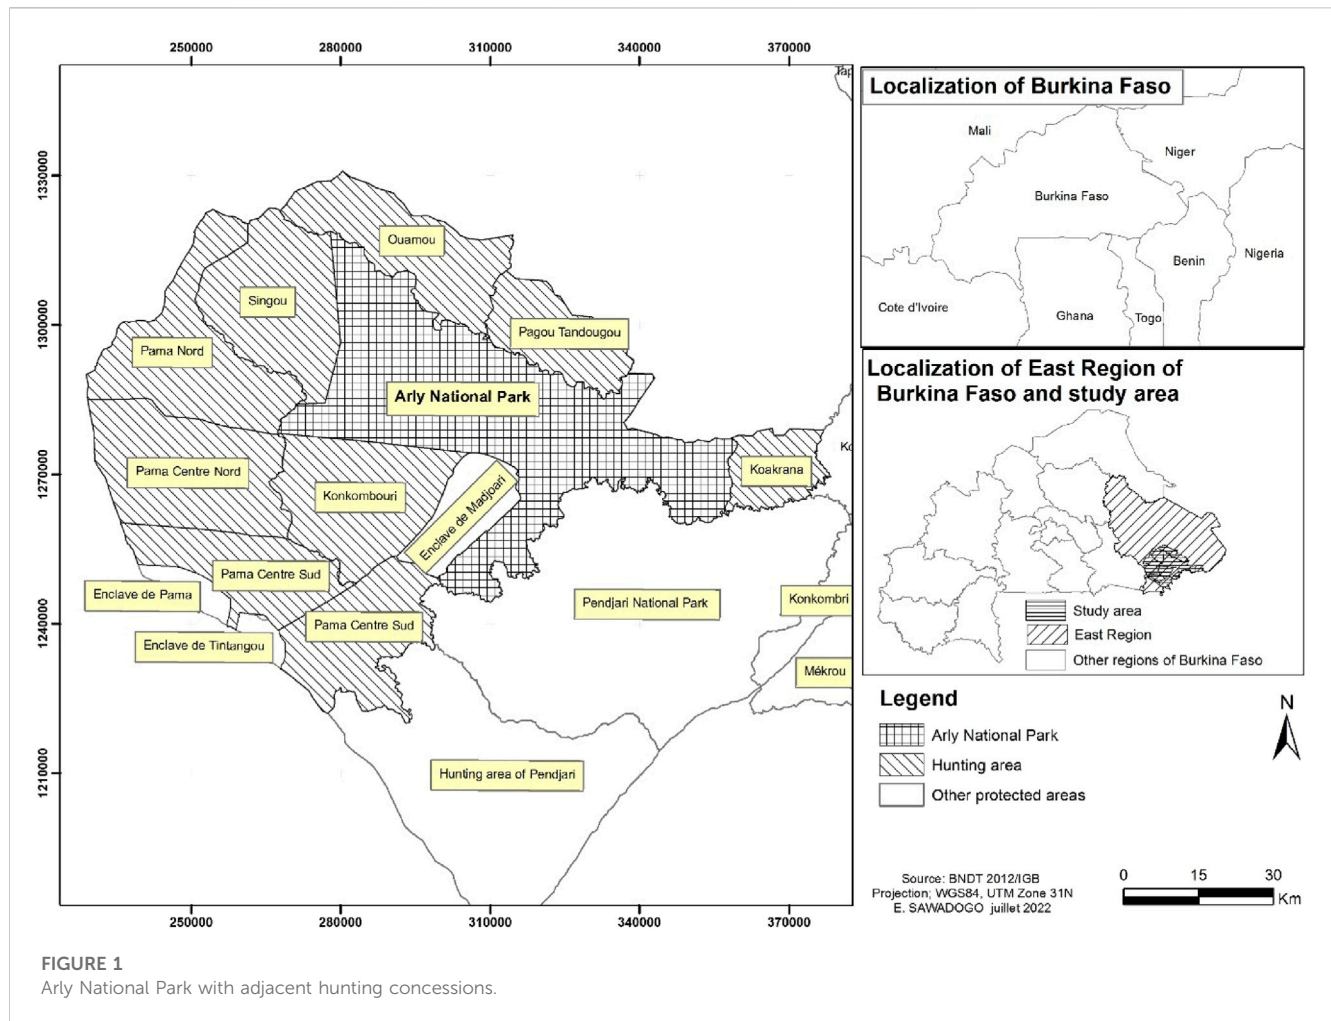 250000 280000 310000 340000 370000
1330000
1300000
1270000
1240000
1210000
Ouamou
Singou
Pagou Tandougou
Pama Nord
Arly National Park
Pama Centre Nord
Konkombouri
Enclave de Madjoari
Koakrana
Pama Centre Sud
Enclave de Pama
Pendjari National Park
Konkombri
Pama Centre Sud
Enclave de Tintangou
Mékrou
Hunting area of Pendjari
250000 280000 310000 340000 370000
Localization of Burkina Faso
Mali
Niger
Burkina Faso
Benin
Nigeria
Cote d'Ivoire
Ghana
Togo
Localization of East Region of
Burkina Faso and study area
Study area
East Region
Other regions of Burkina Faso
Legend
N
Arly National Park
Hunting area
Other protected areas
Source: BNDT 2012/IGB
Projection; WGS84, UTM Zone 31N
E. SAWADOGO juillet 2022
0 15 30
Km
FIGURE 1
Arly National Park with adjacent hunting concessions.